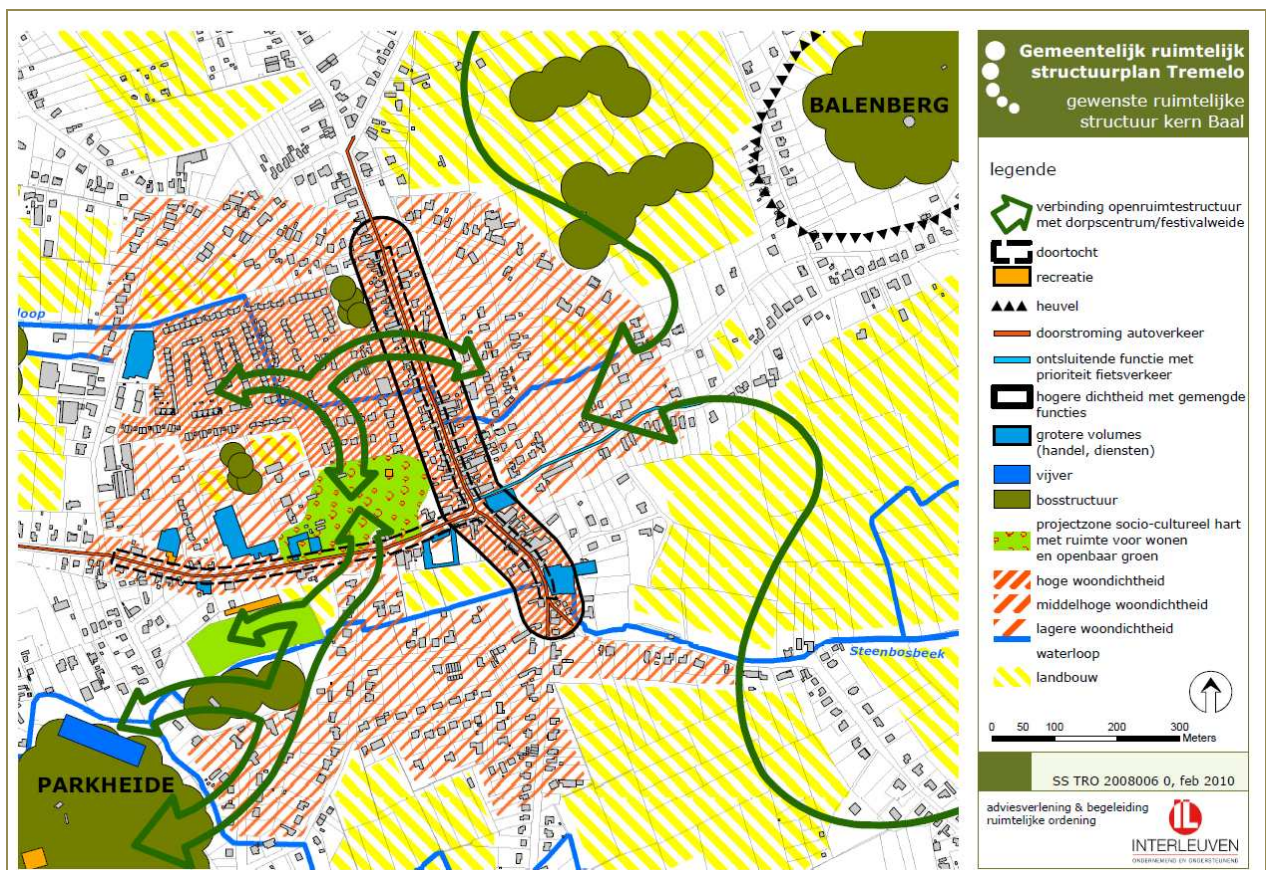 BALENBERG
loop
Steenbosbeek
PARKHEIDE
Gemeentelijk ruimtelijk
structuurplan Tremelo
gewenste ruimtelijke
structuur kern Baal
legende
verbinding openruimtestructuur
met dorpscentrum/festivalweide
doortocht
recreatie
heuvel
doorstroming autoverkeer
ontsluitende functie met
prioriteit fietsverkeer
hogere dichtheid met gemengde
functies
grotere volumes
(handel, diensten)
vijver
bosstructuur
projectzone socio-cultureel hart
met ruimte voor wonen
en openbaar groen
hoge woondichtheid
middelhoge woondichtheid
lagere woondichtheid
waterloop
landbouw
0 50 100 200 300
Meters
SS TRO 2008006 0, feb 2010
adviesverlening & begeleiding
ruimtelijke ordening
INTERLEUVEN
ONDERNEMEND EN ONDERSTEUNEND